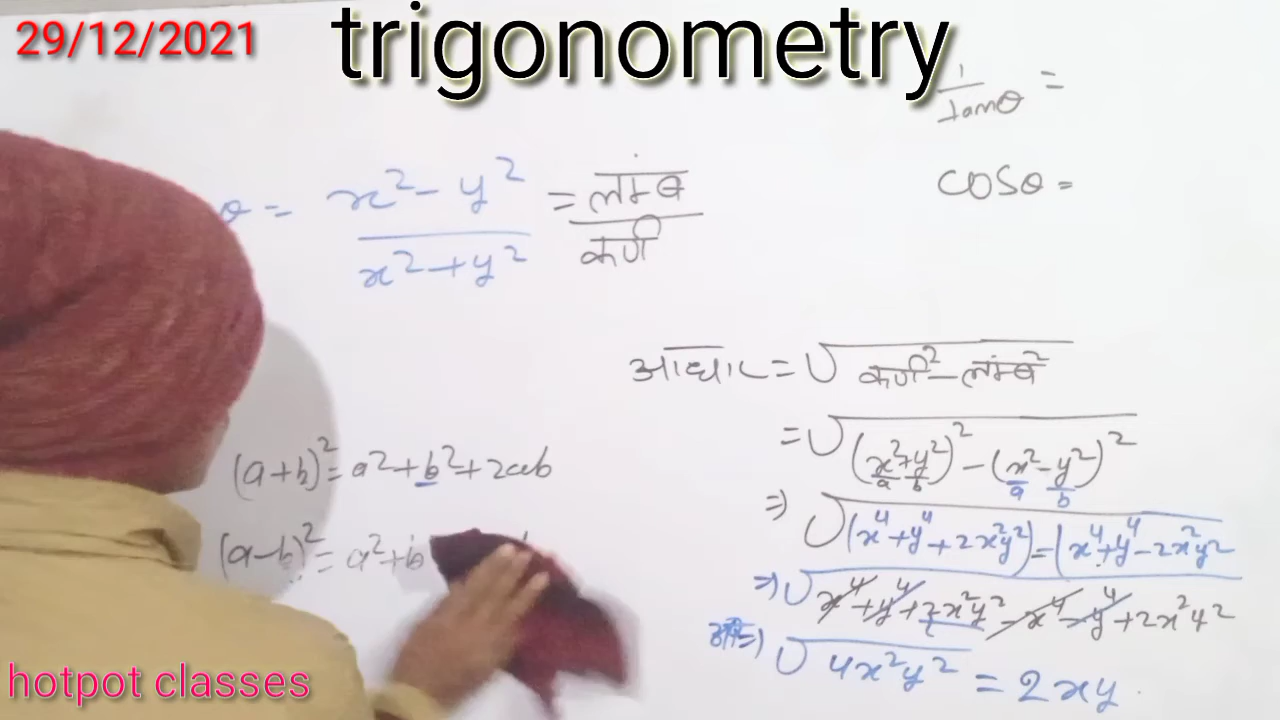 29/12/2021
trigonometry
1/tanθ =
cosθ =
θ = x²-y²/x²+y² = लम्ब/कर्ण
आधार = √कर्ण² - लम्ब²
= √(x²+y²)² - (x²-y²)²
a b a b
(a+b)² = a²+b²+2ab
⇒ √(x⁴+y⁴+2x²y²) = (x⁴+y⁴-2x²y²
(a-b)² = a²+b
⇒ √x⁴+y⁴+2x²y² - x⁴-y⁴+2x²y²
⇒ √4x²y² = 2xy
hotpot classes